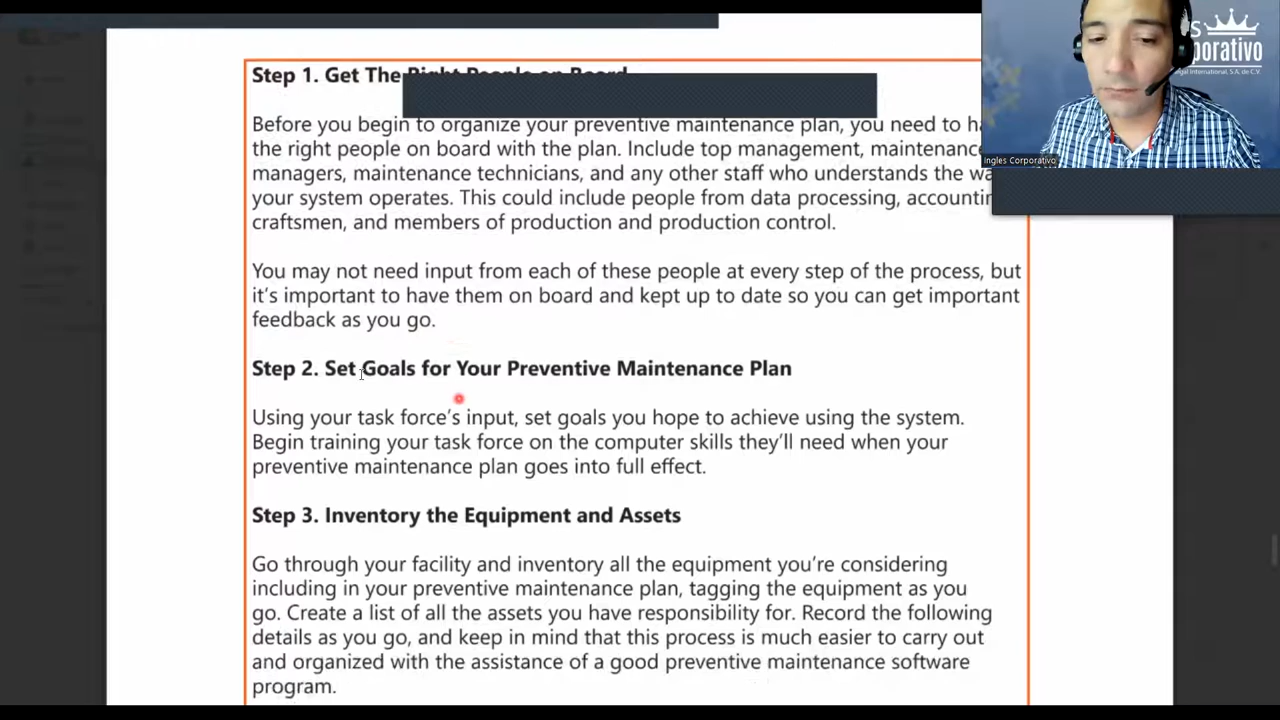 Step 1. Get The Right People on Board
Before you begin to organize your preventive maintenance plan, you need to
the right people on board with the plan. Include top management, maintenance
managers, maintenance technicians, and any other staff who understands the
your system operates. This could include people from data processing,
craftsmen, and members of production and production control.
You may not need input from each of these people at every step of the process, but
it's important to have them on board and kept up to date so you can get important
feedback as you go.
Step 2. Set Goals for Your Preventive Maintenance Plan
Using your task force's input, set goals you hope to achieve using the system.
Begin training your task force on the computer skills they'll need when your
preventive maintenance plan goes into full effect.
Step 3. Inventory the Equipment and Assets
Go through your facility and inventory all the equipment you're considering
including in your preventive maintenance plan, tagging the equipment as you
go. Create a list of all the assets you have responsibility for. Record the following
details as you go, and keep in mind that this process is much easier to carry out
and organized with the assistance of a good preventive maintenance software
program.
Ingles Corporativo